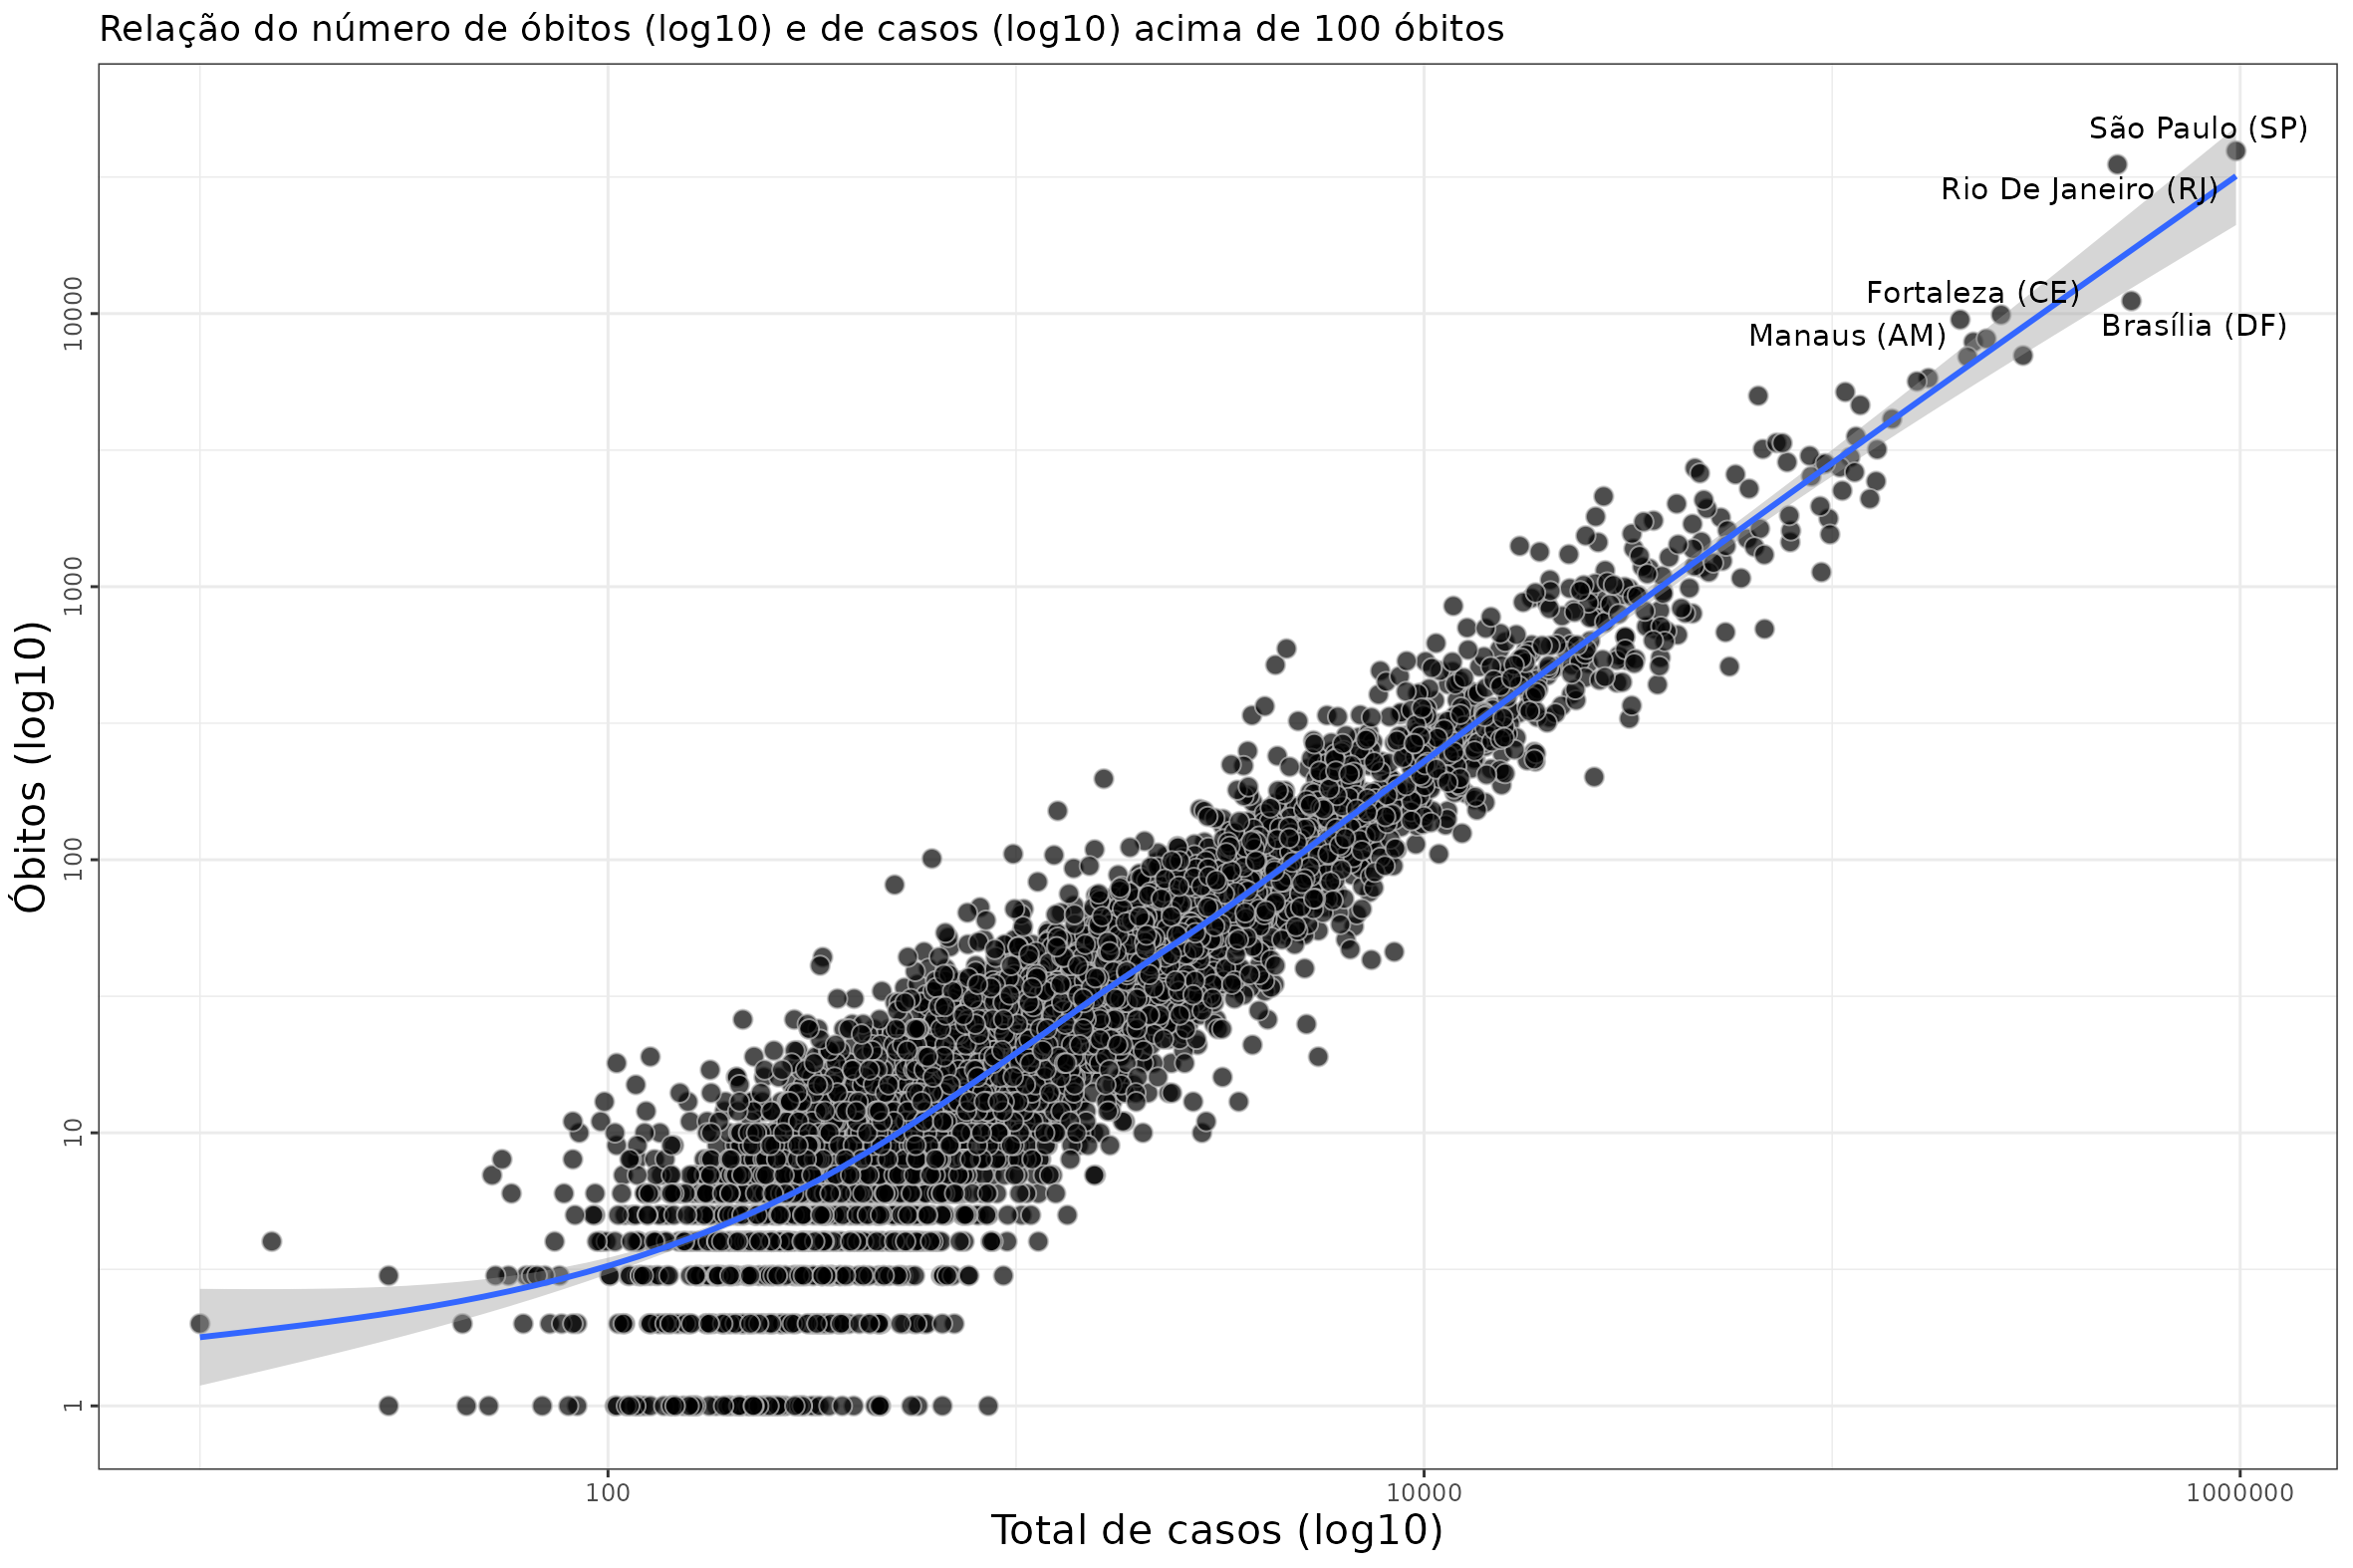 Relação do número de óbitos (log10) e de casos (log10) acima de 100 óbitos
São Paulo (SP)
Rio De Janeiro (RJ)
Fortaleza (CE)
Brasília (DF)
Manaus (AM)
10000
1000
100
10
1
Óbitos (log10)
100
10000
1000000
Total de casos (log10)